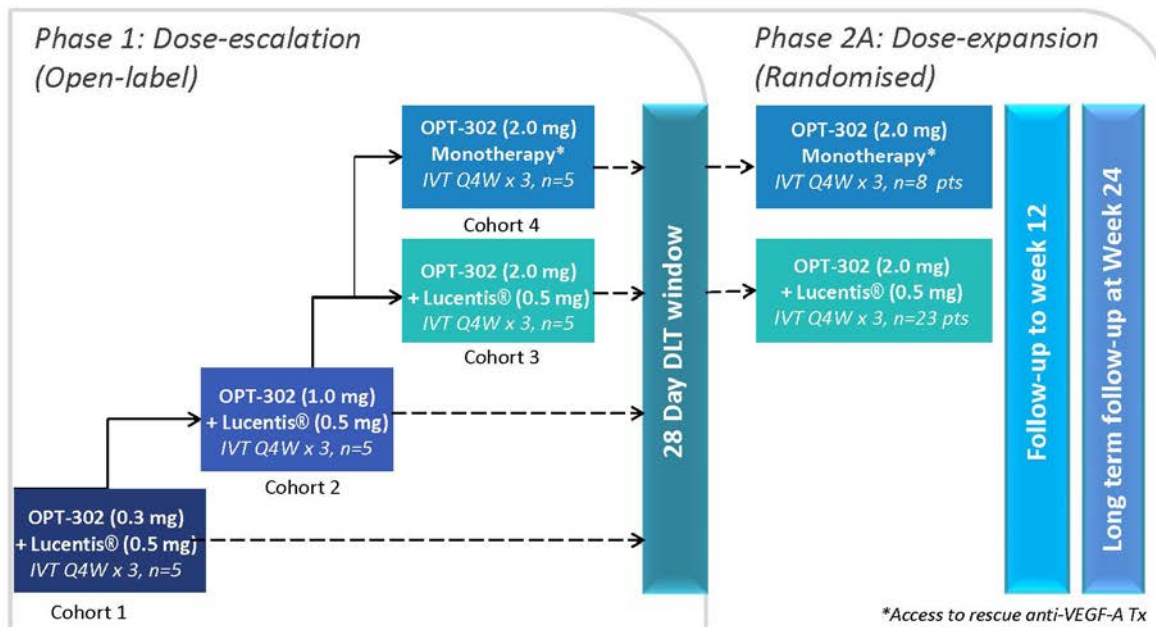 Phase 1: Dose-escalation
(Open-label)
Phase 2A: Dose-expansion
(Randomised)
OPT-302 (2.0 mg)
Monotherapy*
IVT Q4W x 3, n=5
Cohort 4
OPT-302 (2.0 mg)
+ Lucentis® (0.5 mg)
IVT Q4W x 3, n=5
Cohort 3
OPT-302 (1.0 mg)
+ Lucentis® (0.5 mg)
IVT Q4W x 3, n=5
Cohort 2
OPT-302 (0.3 mg)
+ Lucentis® (0.5 mg)
IVT Q4W x 3, n=5
Cohort 1
28 Day DLT window
OPT-302 (2.0 mg)
Monotherapy*
IVT Q4W x 3, n=8 pts
OPT-302 (2.0 mg)
+ Lucentis® (0.5 mg)
IVT Q4W x 3, n=23 pts
Follow-up to week 12
Long term follow-up at Week 24
*Access to rescue anti-VEGF-A Tx